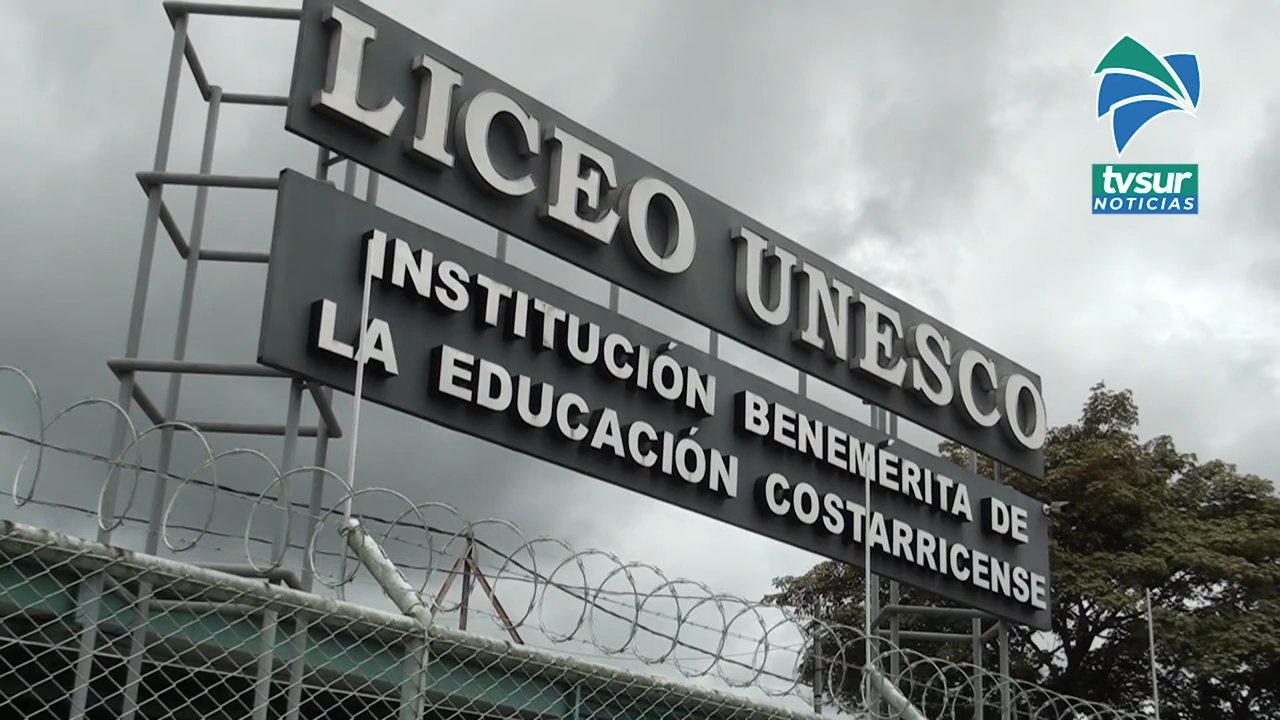 LICEO UNESCO
INSTITUCIÓN BENEMÉRITA DE
LA EDUCACIÓN COSTARRICENSE
tvsur
NOTICIAS